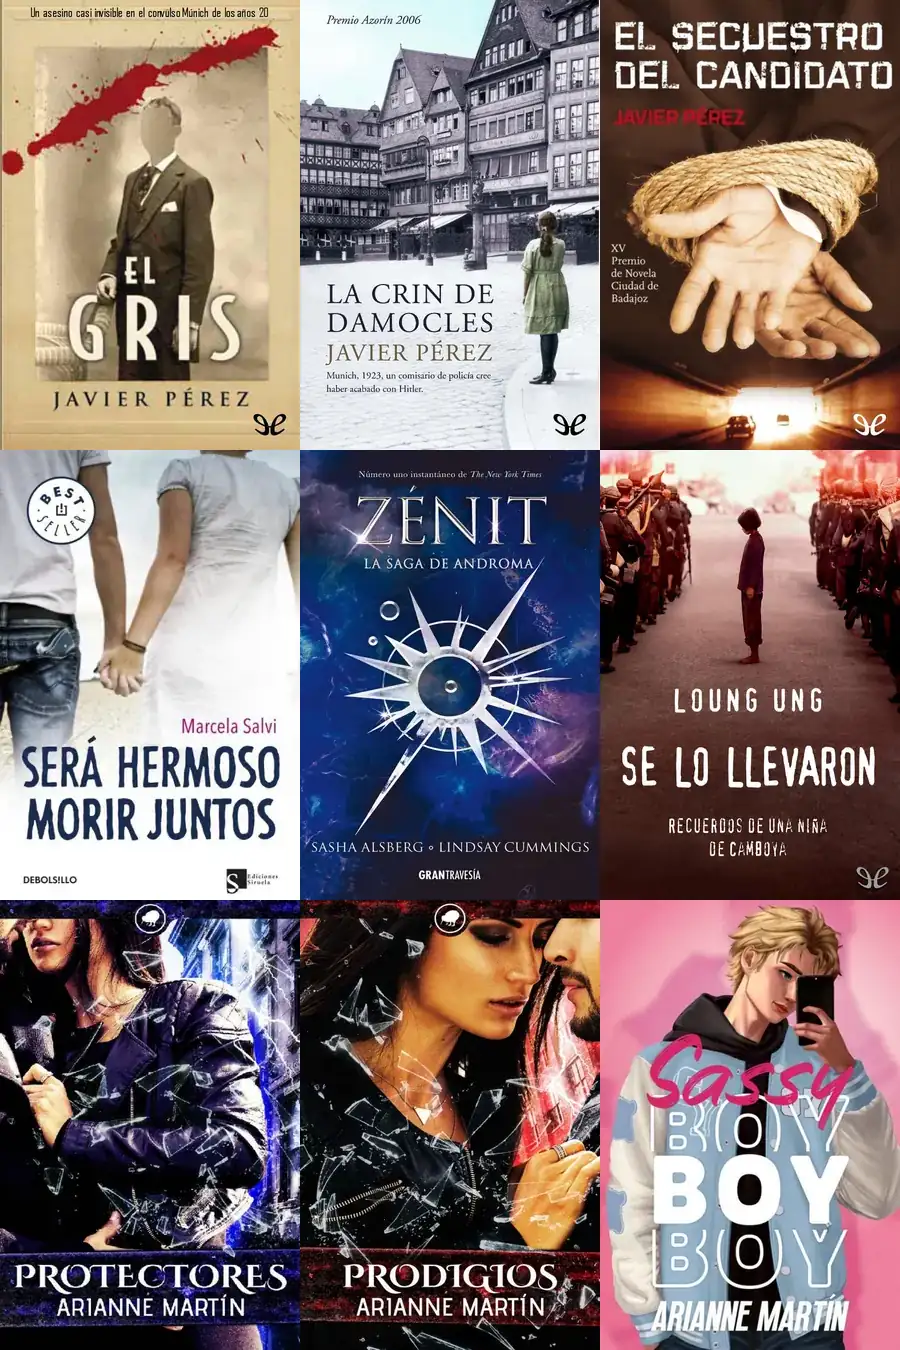 Un asesino casi invisible en el convulso Múnich de los años 20
EL
GRIS
JAVIER PÉREZ
Premio Azorín 2006
LA CRIN DE
DAMOCLES
JAVIER PÉREZ
Munich, 1923, un comisario de policía cree
haber acabado con Hitler.
EL SECUESTRO
DEL CANDIDATO
JAVIER PÉREZ
XV
Premio
de Novela
Ciudad de
Badajoz
BEST
SELLER
Marcela Salvi
SERÁ HERMOSO
MORIR JUNTOS
DEBOLS!LLO
S
Ediciones
Siruela
Número uno instantáneo de The New York Times
ZÉNIT
LA SAGA DE ANDROMA
SASHA ALSBERG • LINDSAY CUMMINGS
GRANTRAVESÍA
LOUNG UNG
SE LO LLEVARON
RECUERDOS DE UNA NIÑA
DE CAMBOYA
PROTECTORES
ARIANNE MARTÍN
PRODIGIOS
ARIANNE MARTÍN
Sassy
BOY
BOY
BOY
ARIANNE MARTÍN